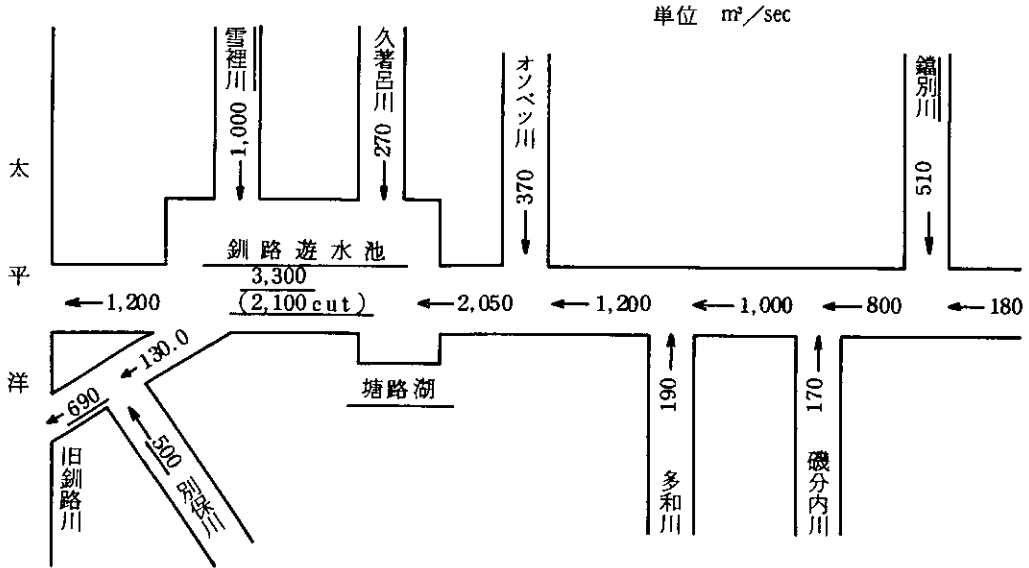 単位 m³/sec
雪裡川
1,000
久著呂川
270
オソベツ川
370
鐺別川
510
太平洋
釧路遊水池
3,300
(2,100cut)
1,200
2,050
1,200
1,000
800
180
130.0
690
500
塘路湖
190
170
旧釧路川
別保川
多和川
磯分内川